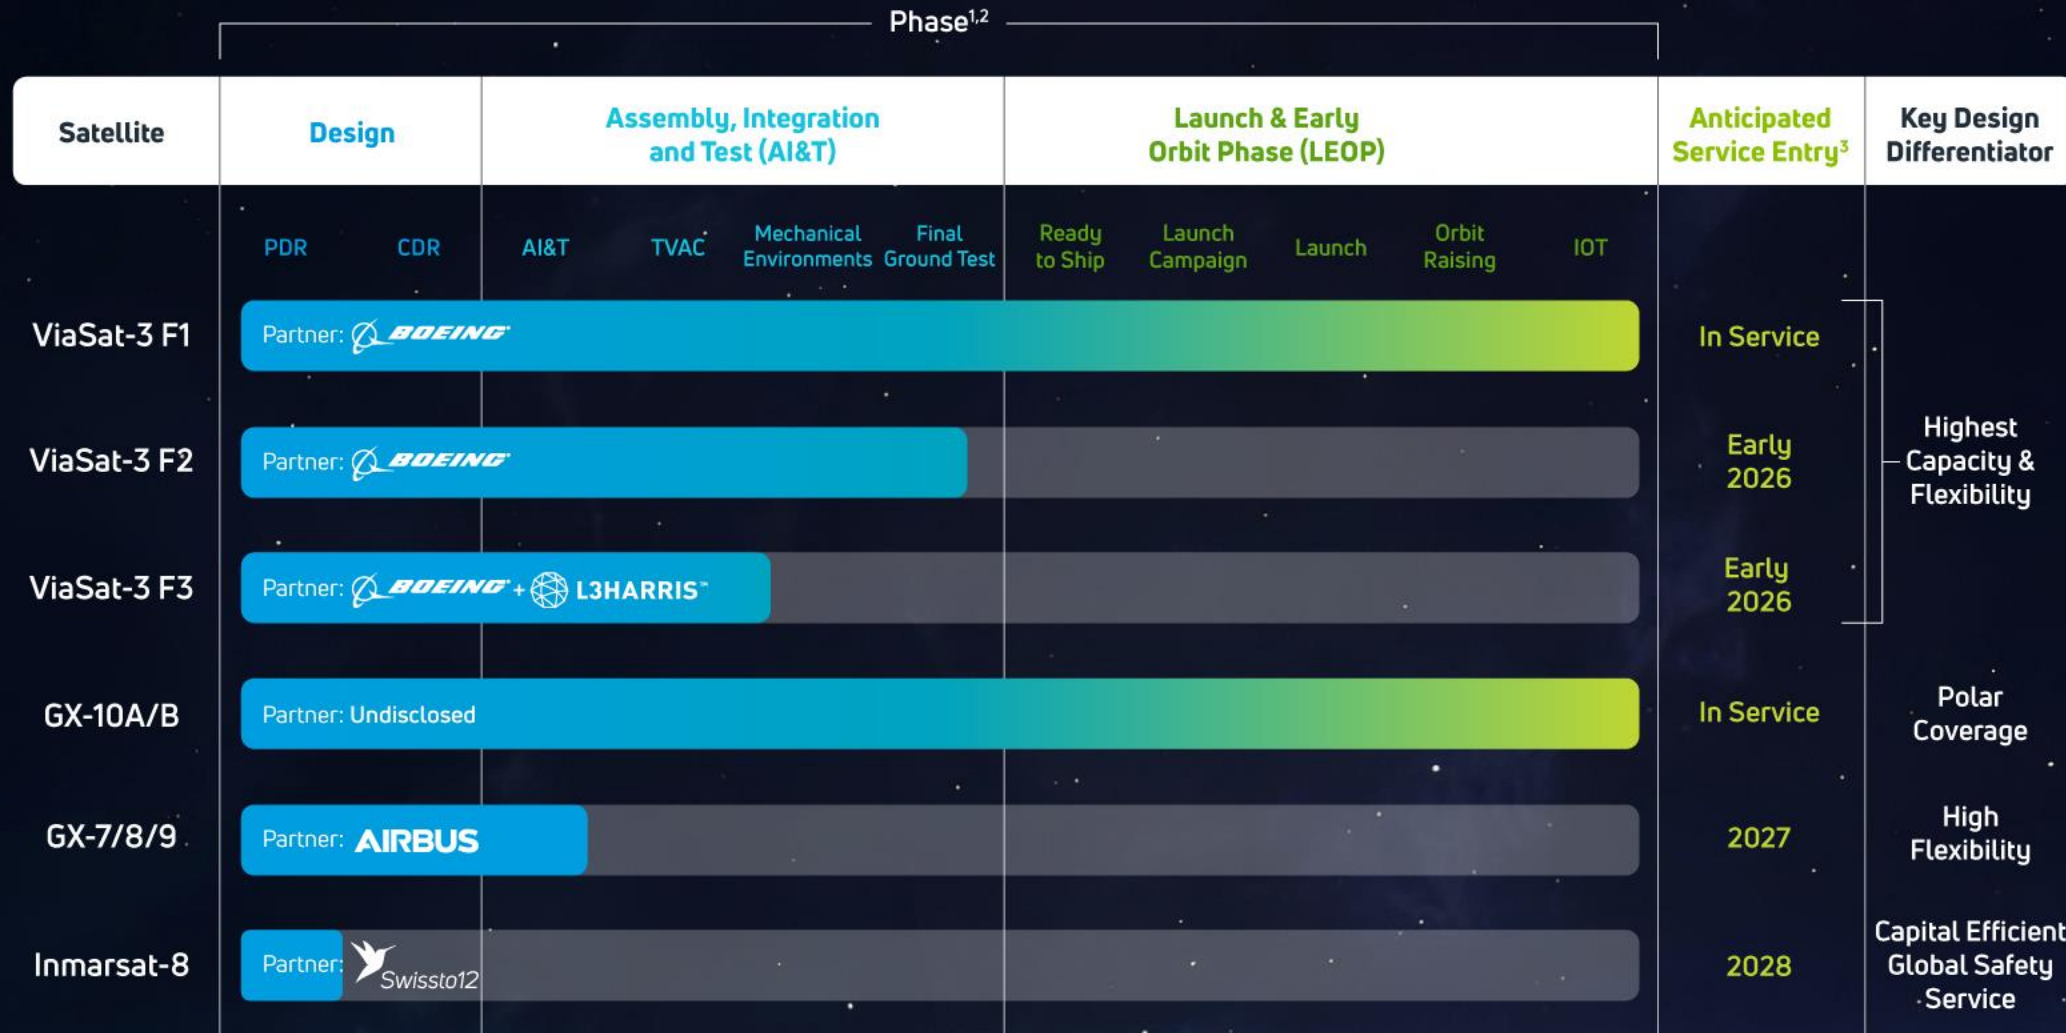 Phase1,2
Satellite
Design
Assembly, Integration
and Test (AI&T)
Launch & Early
Orbit Phase (LEOP)
Anticipated
Service Entry3
Key Design
Differentiator
PDR
CDR
AI&T
TVAC
Mechanical
Environments
Final
Ground Test
Ready
to Ship
Launch
Campaign
Launch
Orbit
Raising
IOT
ViaSat-3 F1
Partner: BOEING
In Service
ViaSat-3 F2
Partner: BOEING
Early
2026
Highest
Capacity &
Flexibility
ViaSat-3 F3
Partner: BOEING + L3HARRIS™
Early
2026
GX-10A/B
Partner: Undisclosed
In Service
Polar
Coverage
GX-7/8/9
Partner: AIRBUS
2027
High
Flexibility
Inmarsat-8
Partner: Swissto12
2028
Capital Efficient
Global Safety
Service